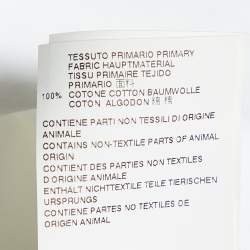 TESSUTO PRIMARIO PRIMARY
FABRIC HAUPTMATERIAL
TISSU PRIMAIRE TEJIDO
PRIMARIO 面料
100% COTONE COTTON BAUMWOLLE
COTON ALGODON 棉
CONTIENE PARTI NON TESSILI DI ORIGINE
ANIMALE
CONTAINS NON-TEXTILE PARTS OF ANIMAL
ORIGIN
CONTIENT DES PARTIES NON TEXTILES
D'ORIGINE ANIMALE
ENTHÄLT NICHTTEXTILE TEILE TIERISCHEN
URSPRUNGS
CONTIENE PARTES NO TEXTILES DE
ORIGEN ANIMAL